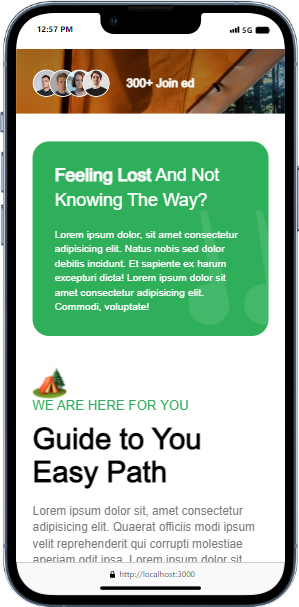 12:57 PM
5G
300+ Join ed
Feeling Lost And Not
Knowing The Way?
Lorem ipsum dolor, sit amet consectetur
adipisicing elit. Natus nobis sed dolor
debitis incidunt. Et sapiente ex harum
excepturi dicta! Lorem ipsum dolor sit
amet consectetur adipisicing elit.
Commodi, voluptate!
WE ARE HERE FOR YOU
Guide to You
Easy Path
Lorem ipsum dolor sit, amet consectetur
adipisicing elit. Quaerat officiis modi ipsum
velit reprehenderit qui corrupti molestiae
aperiam odit ipsa. Lorem ipsum dolor sit
http://localhost:3000